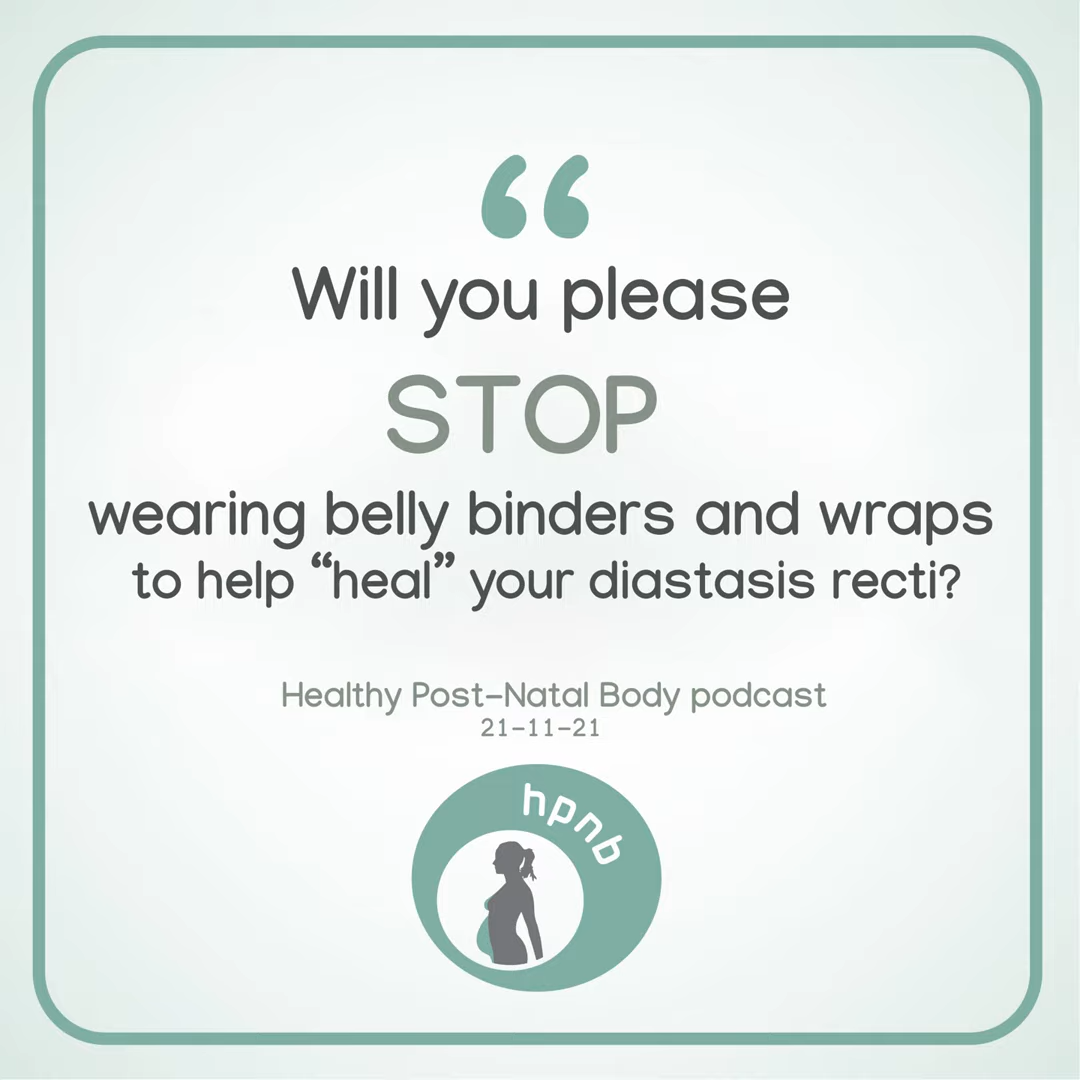 “
Will you please
STOP
wearing belly binders and wraps
to help “heal” your diastasis recti?
Healthy Post-Natal Body podcast
21-11-21
hpnb